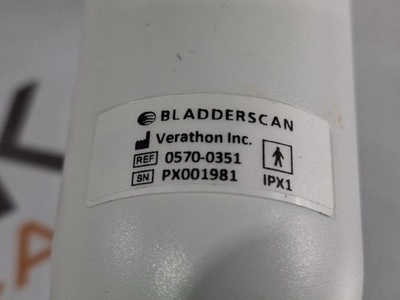 BLADDERSCAN
Verathon Inc.
REF 0570-0351
SN PX001981
IPX1